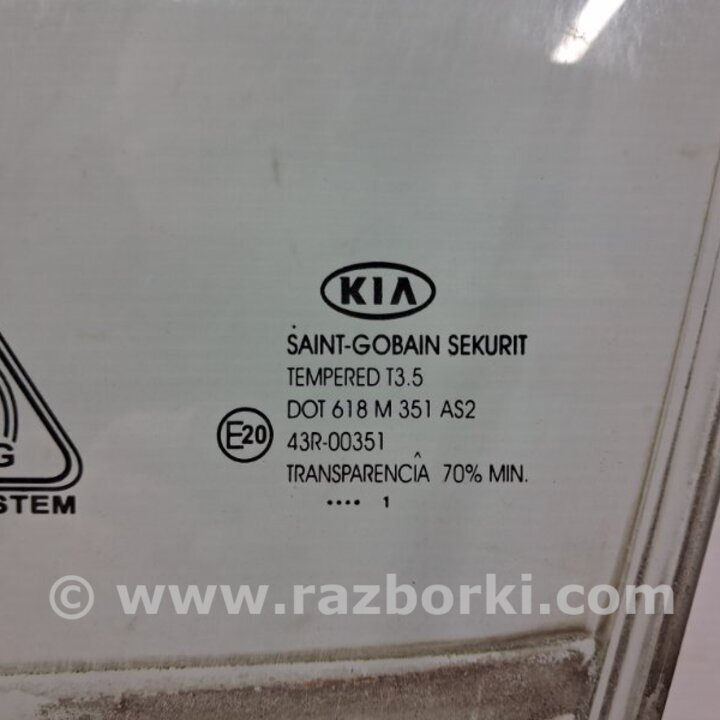 KIA
SAINT-GOBAIN SEKURIT
TEMPERED T3.5
DOT 618 M 351 AS2
E20 43R-00351
TRANSPARENCIÂ 70% MIN.
.... 1
G
STEM
© www.razborki.com